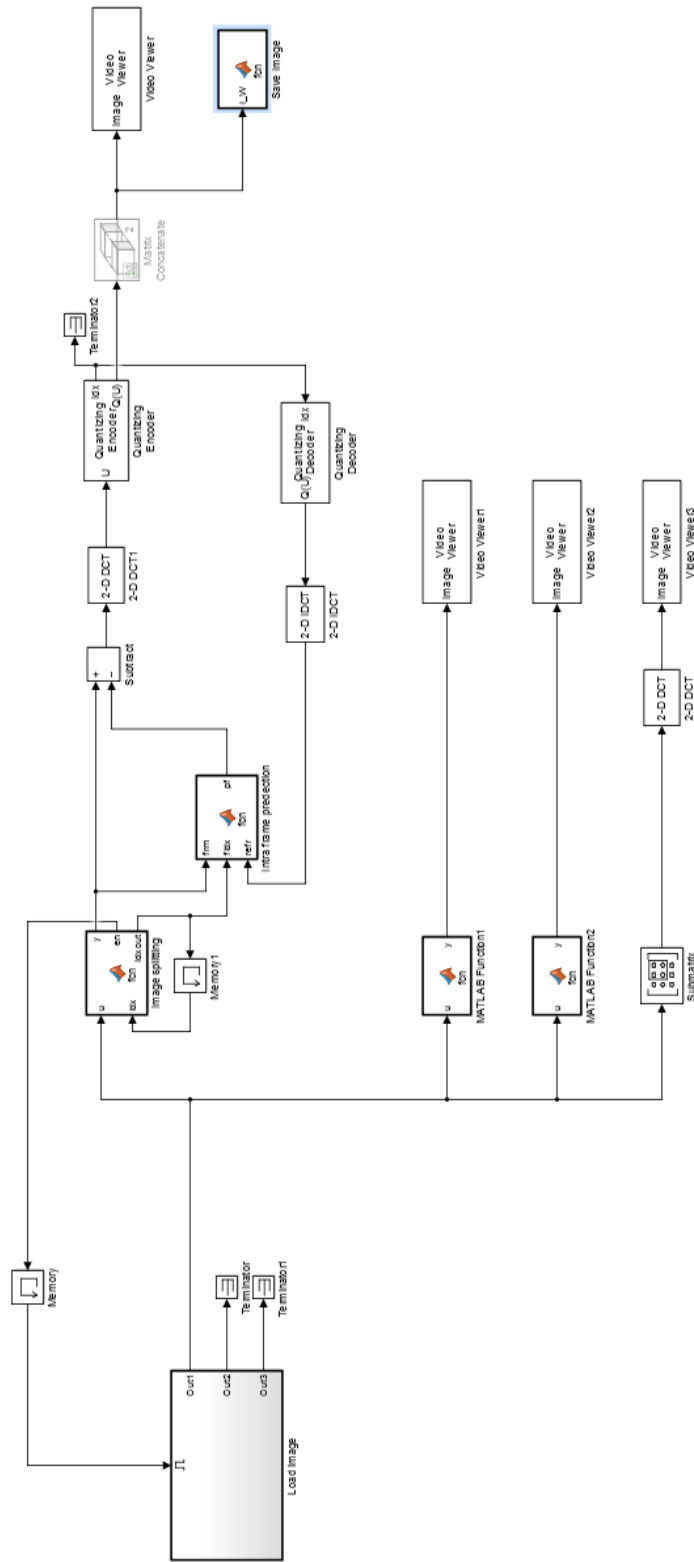 Memory
Load Image
Out1
Out2
Out3
Terminator
Terminator1
u
idx
fcn
y
en
idxout
Image splitting
Memory1
frm
fidx
refr
fcn
pf
Intra frame predection
+
−
Subtract
2-D DCT
2-D DCT1
U
Quantizing
Encoder
Idx
Q(U)
Quantizing
Encoder
Terminator2
2
Matrix
Concatenate
Image
Video
Viewer
Video Viewer
I_W
fcn
Save Image
Q(U)
Quantizing
Decoder
Idx
Quantizing
Decoder
2-D IDCT
2-D IDCT
u
fcn
y
MATLAB Function1
Image
Video
Viewer
Video Viewer1
u
fcn
y
MATLAB Function2
Image
Video
Viewer
Video Viewer2
Submatrix
2-D DCT
2-D DCT
Image
Video
Viewer
Video Viewer3